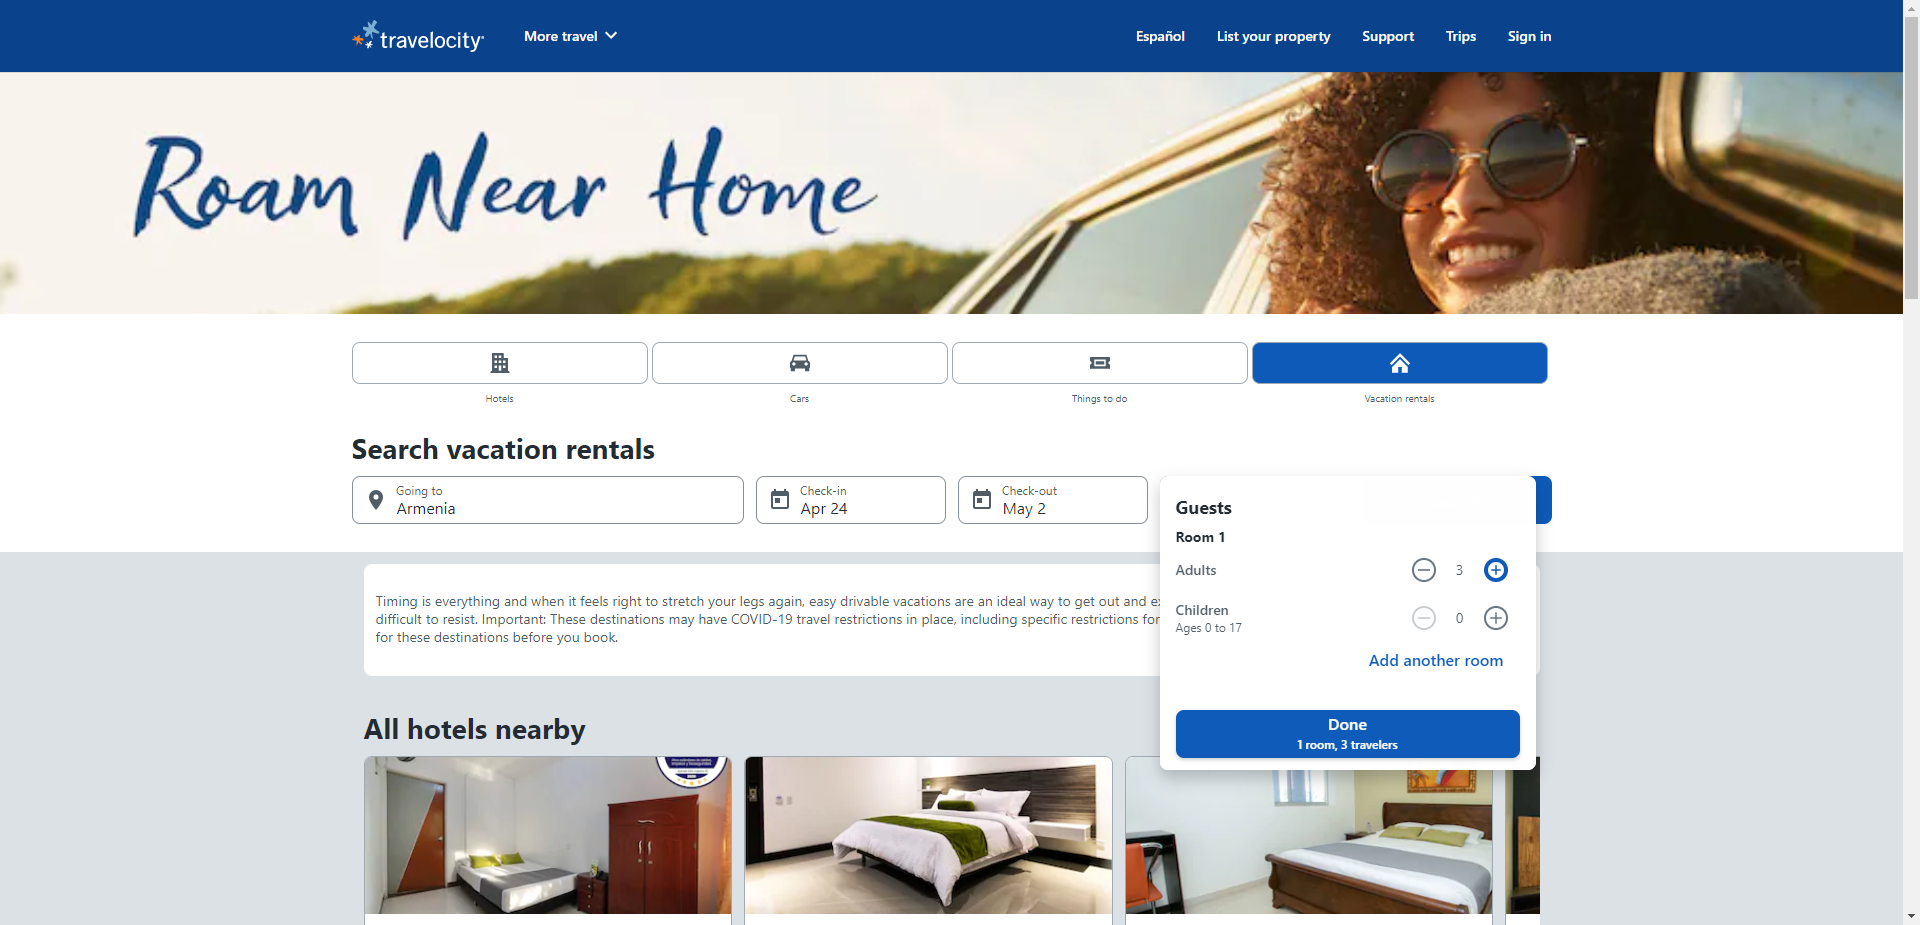 travelocity
More travel
Español
List your property
Support
Trips
Sign in
Roam Near Home
Hotels
Cars
Things to do
Vacation rentals
Search vacation rentals
Going to
Armenia
Check-in
Apr 24
Check-out
May 2
Guests
Room 1
Adults
3
Children
Ages 0 to 17
0
Add another room
Done
1 room, 3 travelers
Timing is everything and when it feels right to stretch your legs again, easy drivable vacations are an ideal way to get out and
difficult to resist. Important: These destinations may have COVID-19 travel restrictions in place, including specific restrictions for
for these destinations before you book.
All hotels nearby